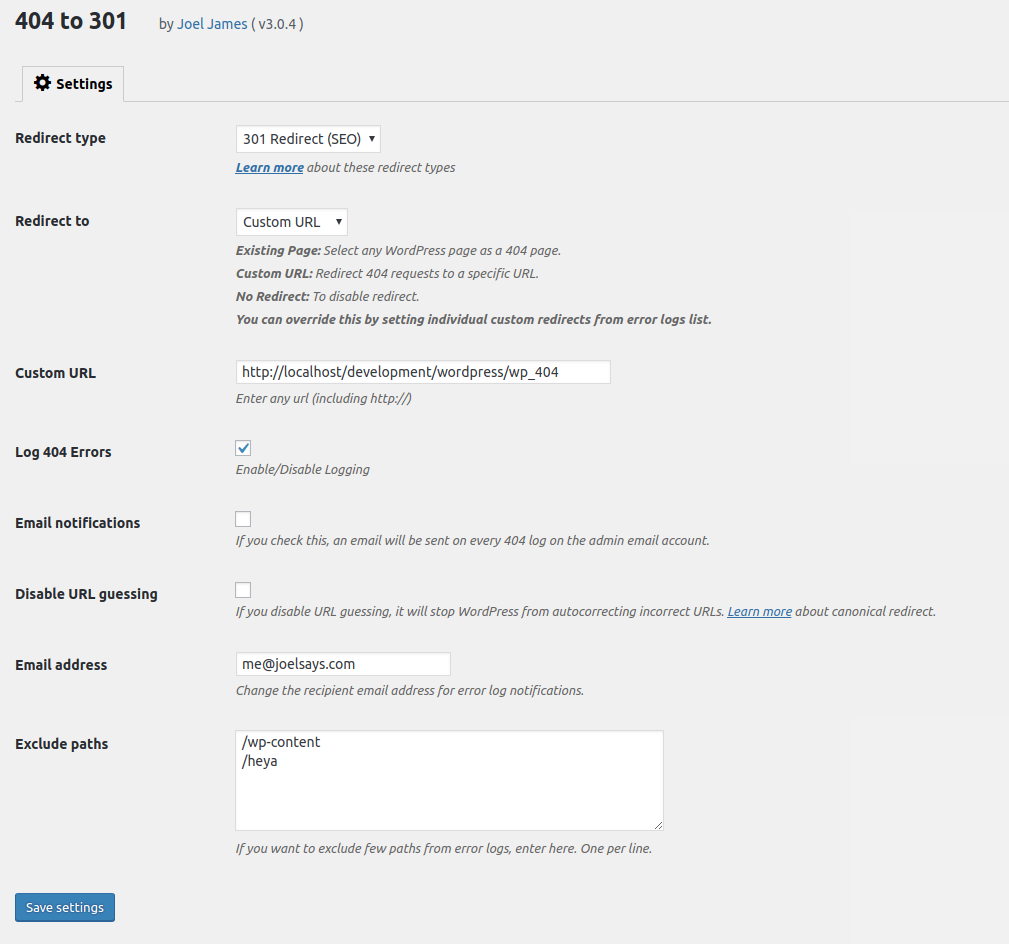 404 to 301 by Joel James ( v3.0.4 )
Settings
Redirect type 301 Redirect (SEO)
Learn more about these redirect types
Redirect to Custom URL
Existing Page: Select any WordPress page as a 404 page.
Custom URL: Redirect 404 requests to a specific URL.
No Redirect: To disable redirect.
You can override this by setting individual custom redirects from error logs list.
Custom URL http://localhost/development/wordpress/wp_404
Enter any url (including http://)
Log 404 Errors
Enable/Disable Logging
Email notifications
If you check this, an email will be sent on every 404 log on the admin email account.
Disable URL guessing
If you disable URL guessing, it will stop WordPress from autocorrecting incorrect URLs. Learn more about canonical redirect.
Email address me@joelsays.com
Change the recipient email address for error log notifications.
Exclude paths /wp-content
/heya
If you want to exclude few paths from error logs, enter here. One per line.
Save settings